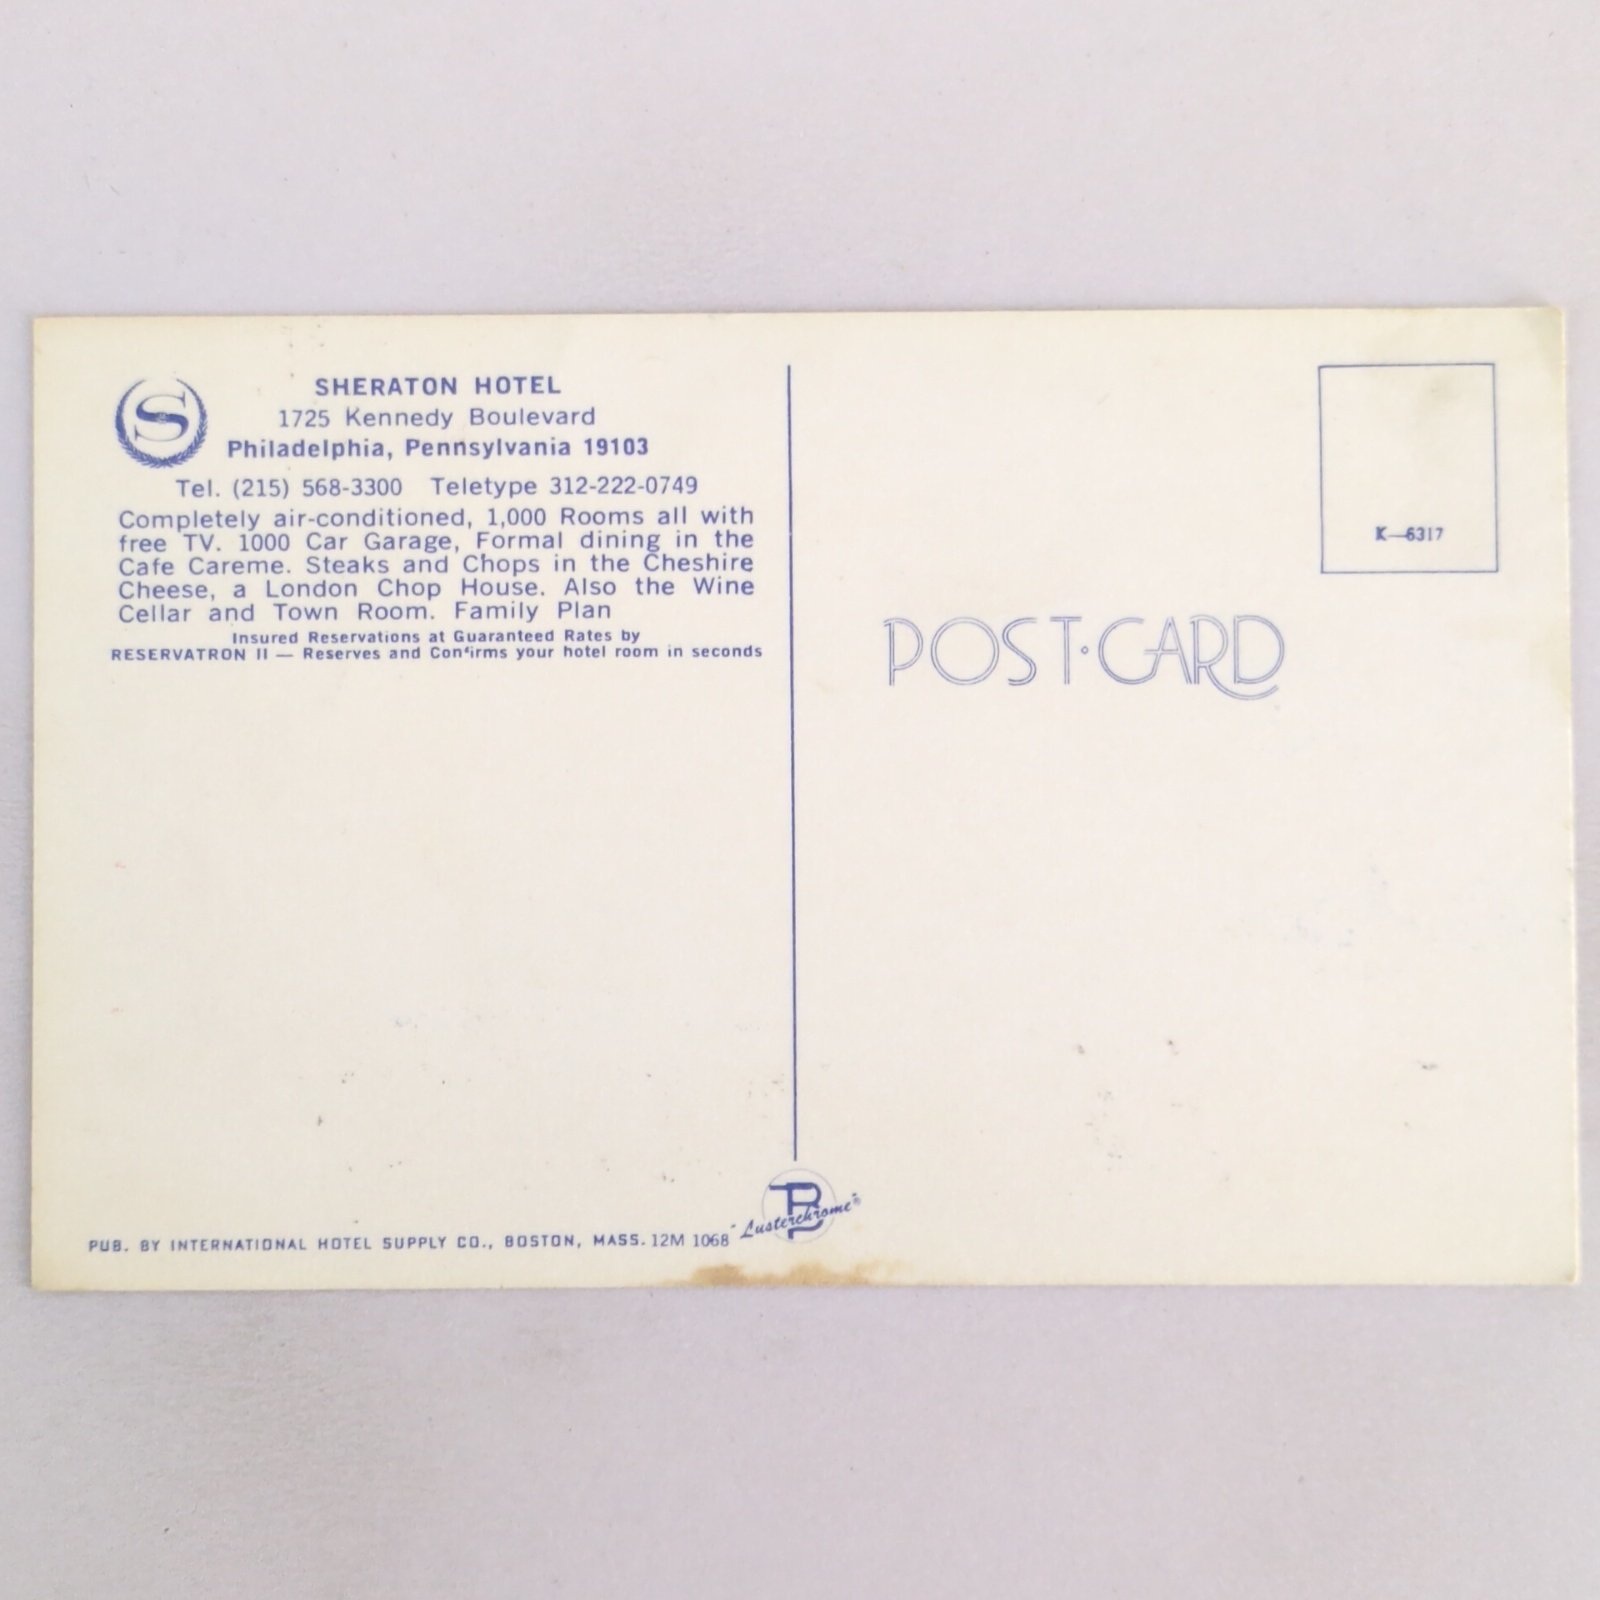 S
SHERATON HOTEL
1725 Kennedy Boulevard
Philadelphia, Pennsylvania 19103
Tel. (215) 568-3300 Teletype 312-222-0749
Completely air-conditioned, 1,000 Rooms all with
free TV. 1000 Car Garage, Formal dining in the
Cafe Careme. Steaks and Chops in the Cheshire
Cheese, a London Chop House. Also the Wine
Cellar and Town Room. Family Plan
Insured Reservations at Guaranteed Rates by
RESERVATRON II — Reserves and Confirms your hotel room in seconds
K—6317
POST·CARD
PUB. BY INTERNATIONAL HOTEL SUPPLY CO., BOSTON, MASS. 12M 1068
"Lusterchrome"®